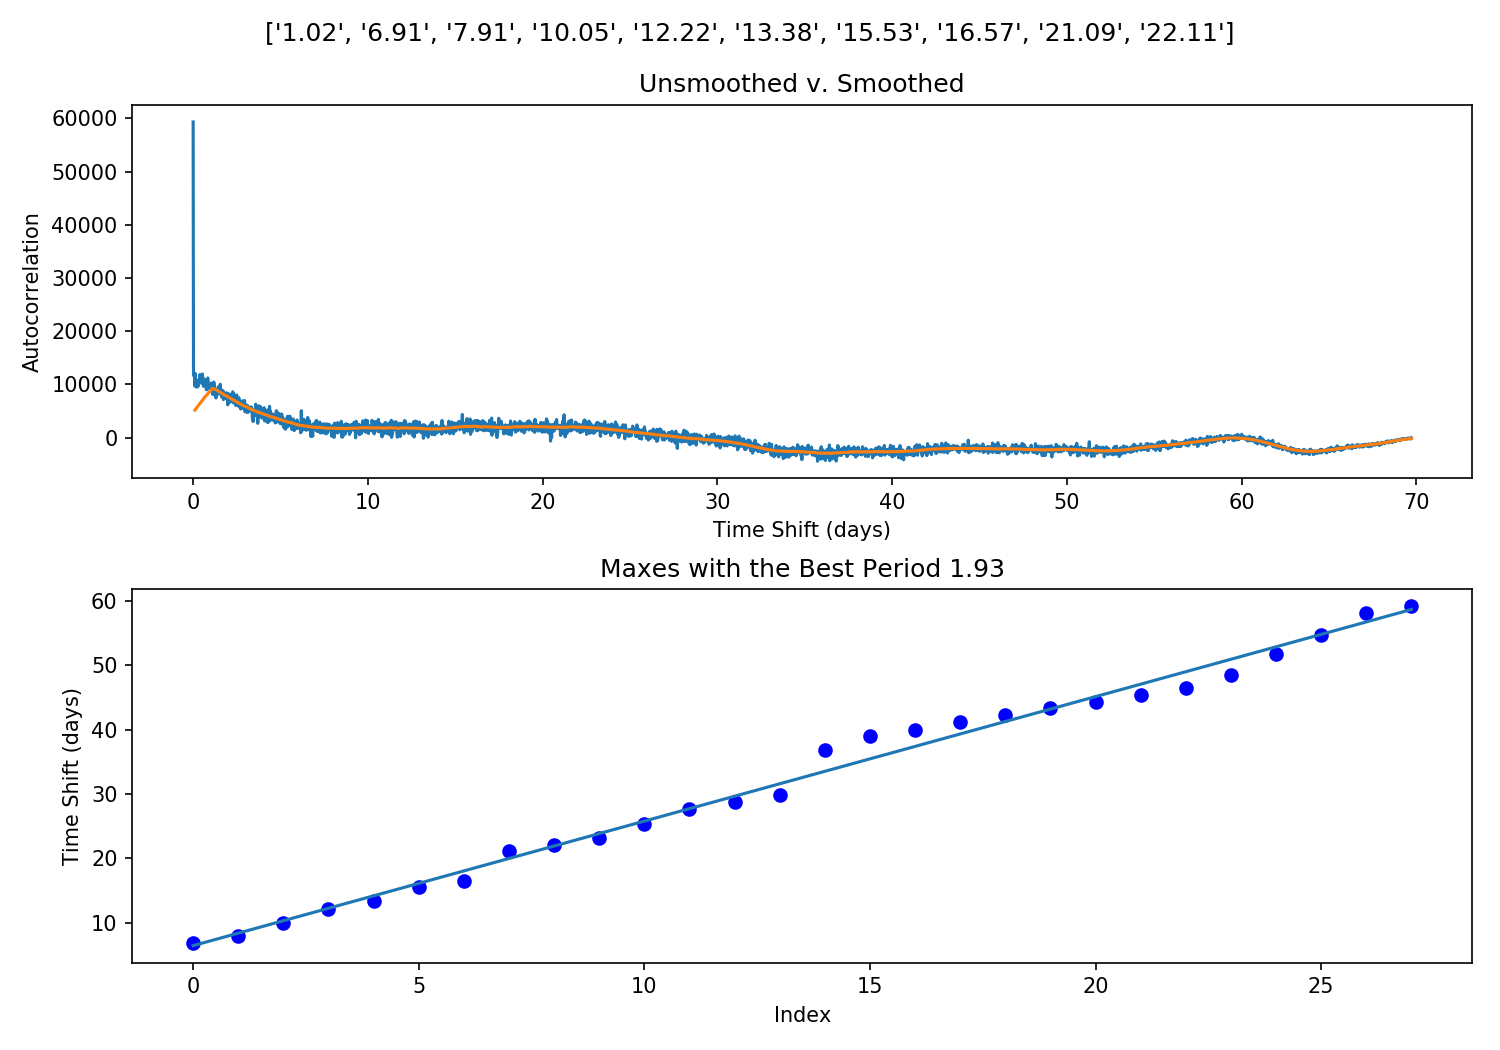 ['1.02', '6.91', '7.91', '10.05', '12.22', '13.38', '15.53', '16.57', '21.09', '22.11']
Unsmoothed v. Smoothed
60000
50000
40000
30000
20000
10000
0
Autocorrelation
0 10 20 30 40 50 60 70
Time Shift (days)
Maxes with the Best Period 1.93
60
50
40
30
20
10
Time Shift (days)
0 5 10 15 20 25
Index